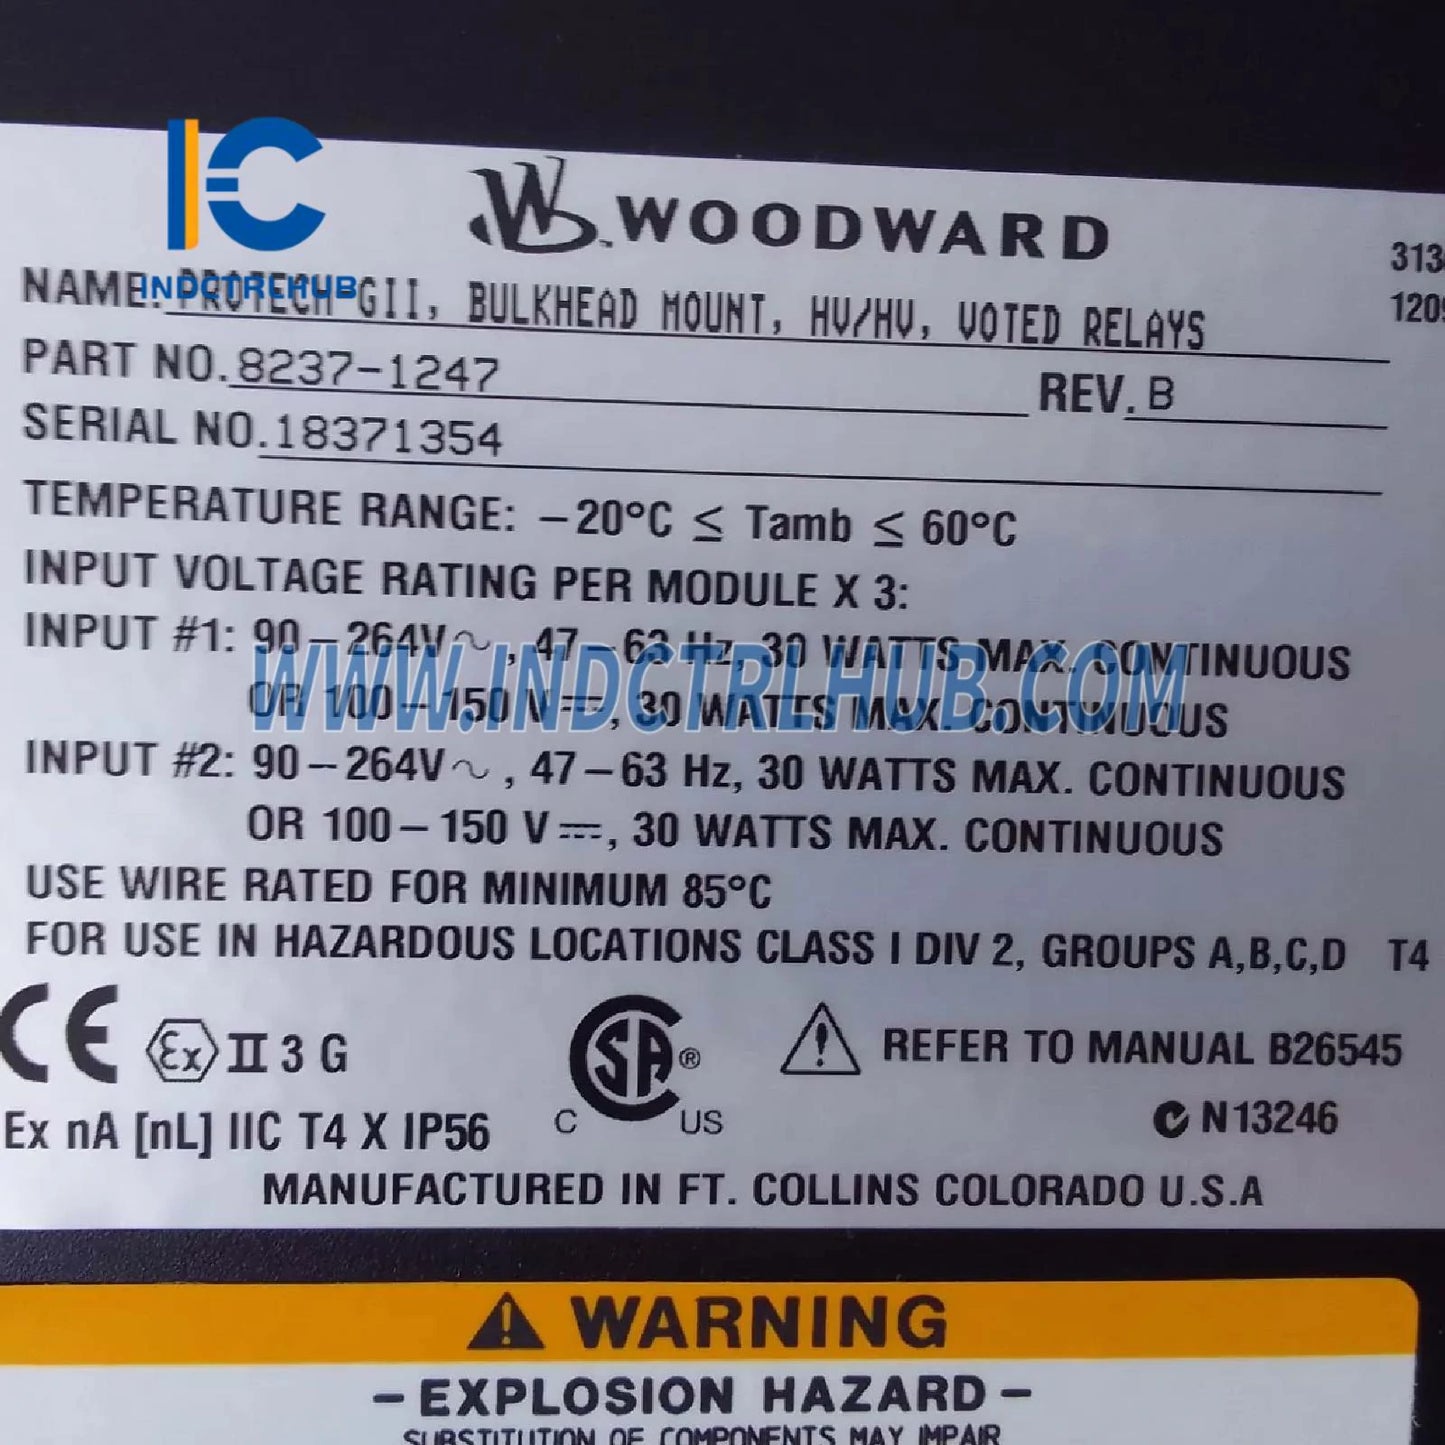 IC
INDCTRLHUB
WOODWARD
NAME: PROTECH-GII, BULKHEAD MOUNT, HV/HV, VOTED RELAYS
PART NO. 8237-1247 REV. B
SERIAL NO. 18371354
TEMPERATURE RANGE: -20°C ≤ Tamb ≤ 60°C
INPUT VOLTAGE RATING PER MODULE X 3:
INPUT #1: 90-264V~, 47-63 Hz, 30 WATTS MAX. CONTINUOUS
WWW.INDCTRLHUB.COM
OR 100-150 V⎓, 30 WATTS MAX. CONTINUOUS
INPUT #2: 90-264V~, 47-63 Hz, 30 WATTS MAX. CONTINUOUS
OR 100-150 V⎓, 30 WATTS MAX. CONTINUOUS
USE WIRE RATED FOR MINIMUM 85°C
FOR USE IN HAZARDOUS LOCATIONS CLASS I DIV 2, GROUPS A,B,C,D T4
CE Ex II 3 G
SA® C US
REFER TO MANUAL B26545
Ex nA [nL] IIC T4 X IP56
N13246
MANUFACTURED IN FT. COLLINS COLORADO U.S.A
WARNING
-EXPLOSION HAZARD-
SUBSTITUTION OF COMPONENTS MAY IMPAIR